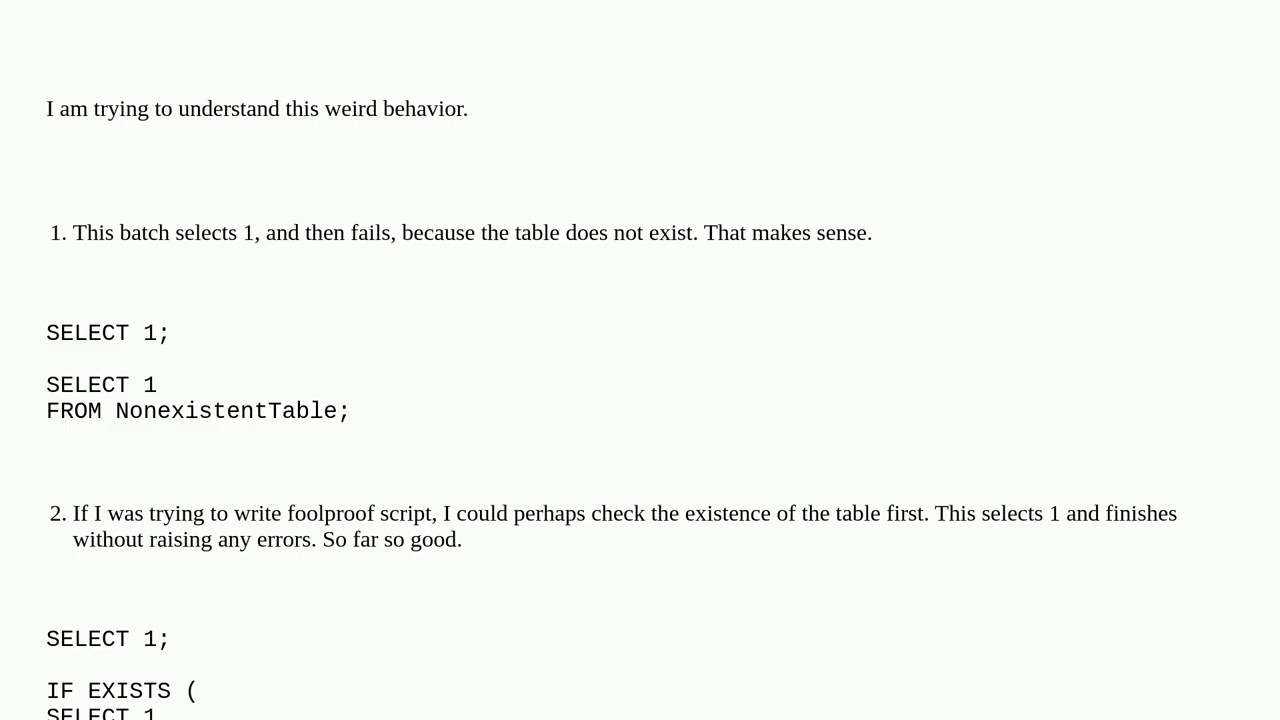 I am trying to understand this weird behavior.
1. This batch selects 1, and then fails, because the table does not exist. That makes sense.
SELECT 1;
SELECT 1
FROM NonexistentTable;
2. If I was trying to write foolproof script, I could perhaps check the existence of the table first. This selects 1 and finishes
without raising any errors. So far so good.
SELECT 1;
IF EXISTS (
SELECT 1